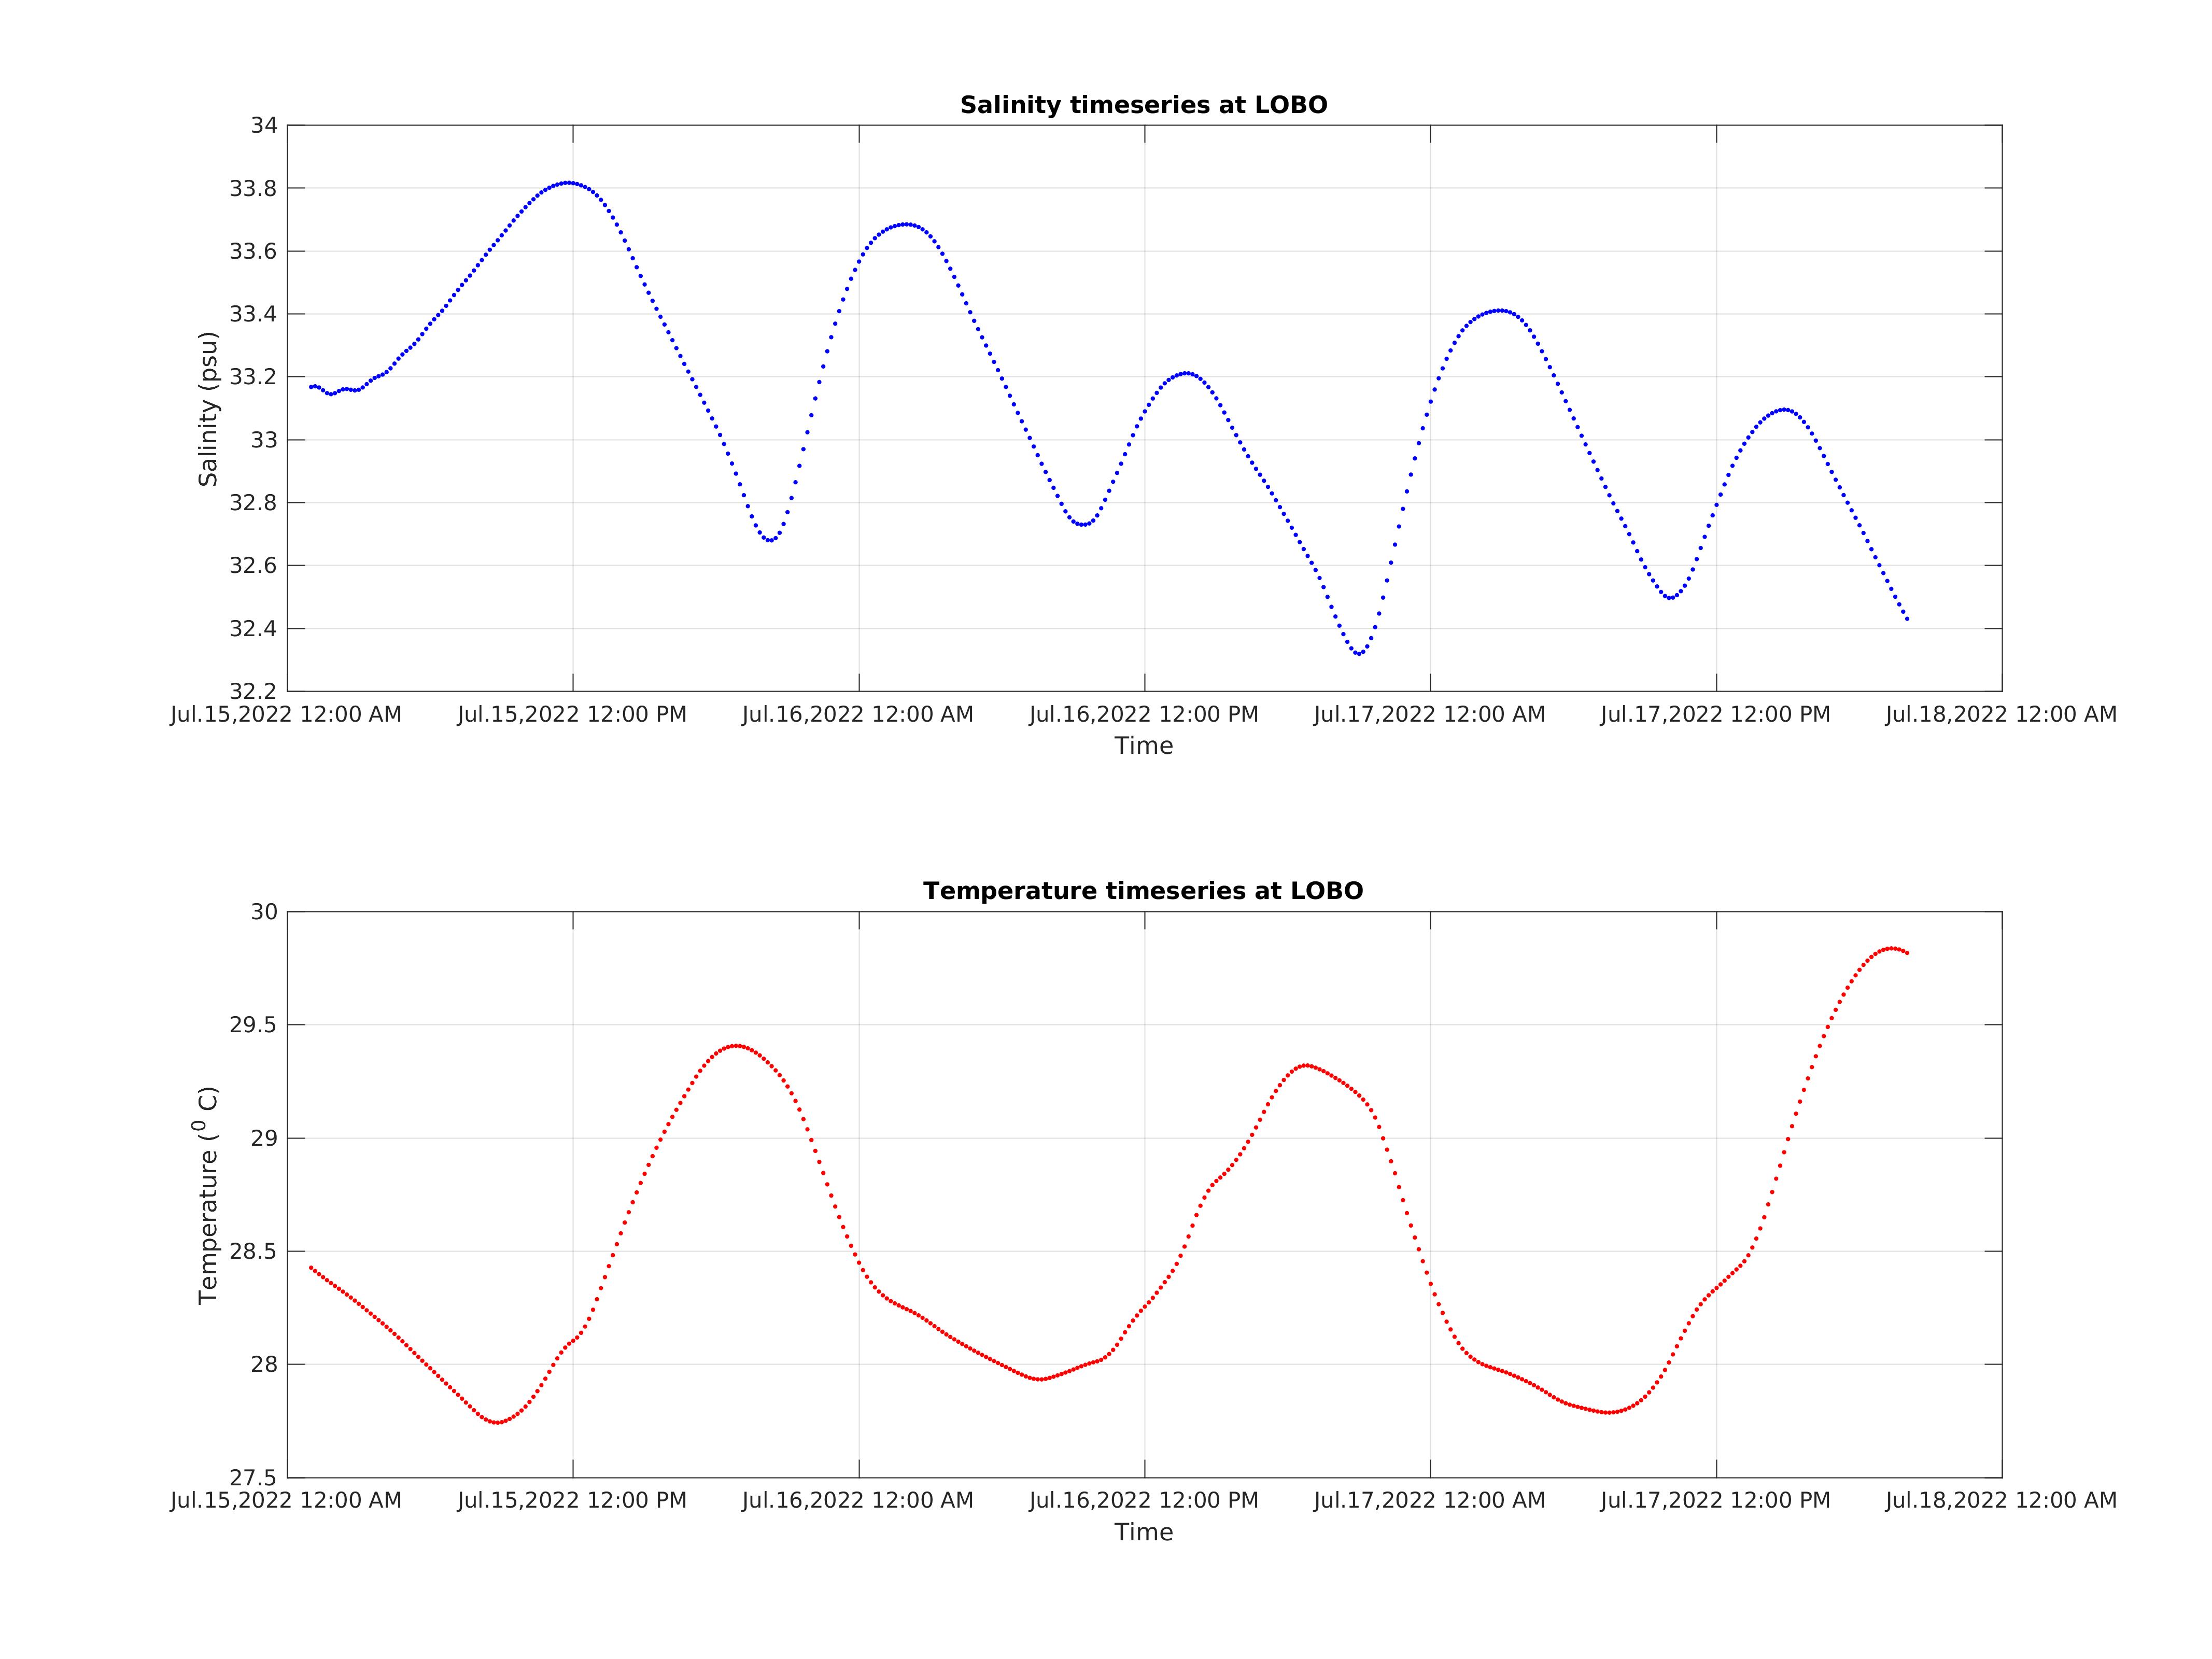 Salinity timeseries at LOBO
34
33.8
33.6
33.4
33.2
33
32.8
32.6
32.4
32.2
Salinity (psu)
Jul.15,2022 12:00 AM
Jul.15,2022 12:00 PM
Jul.16,2022 12:00 AM
Jul.16,2022 12:00 PM
Jul.17,2022 12:00 AM
Jul.17,2022 12:00 PM
Jul.18,2022 12:00 AM
Time
Temperature timeseries at LOBO
30
29.5
29
28.5
28
27.5
Temperature (⁰ C)
Jul.15,2022 12:00 AM
Jul.15,2022 12:00 PM
Jul.16,2022 12:00 AM
Jul.16,2022 12:00 PM
Jul.17,2022 12:00 AM
Jul.17,2022 12:00 PM
Jul.18,2022 12:00 AM
Time